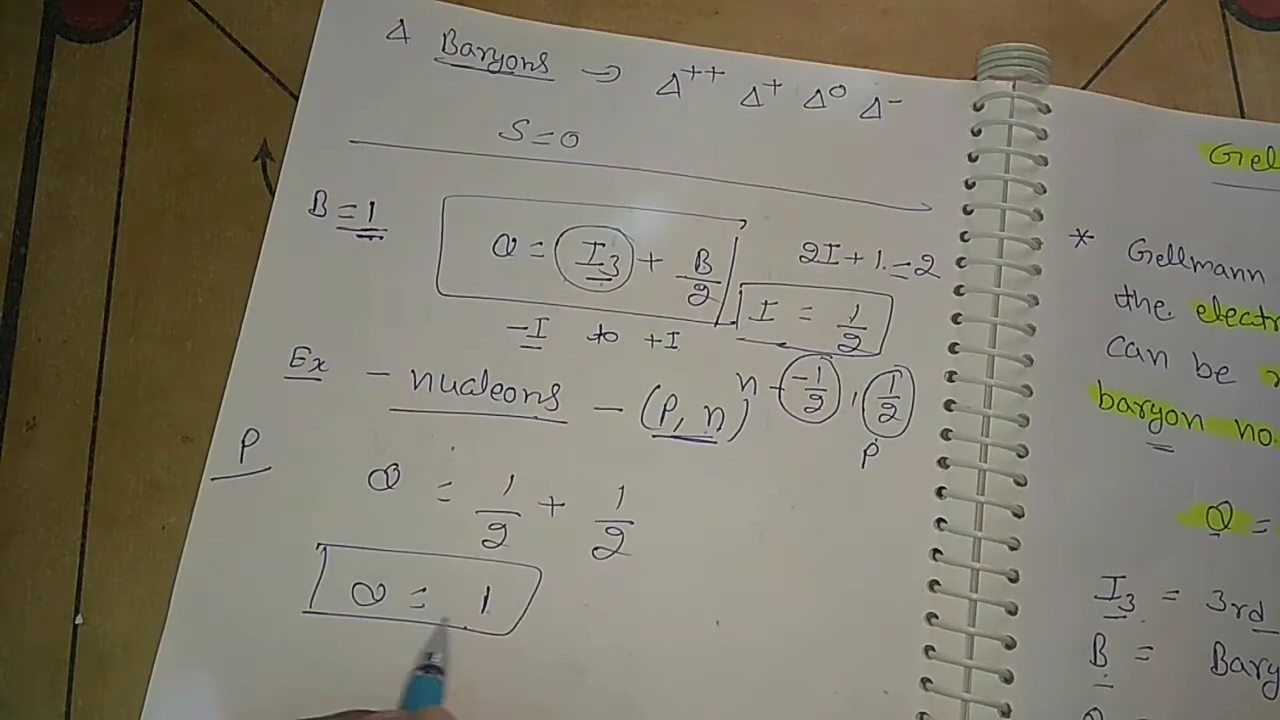 Δ Baryons → Δ++ Δ+ Δ0 Δ-
S=0
B=1
Q = I3 + B/2
2I+1.=2
I = 1/2
-I to +I
Ex - nucleons - (P, n)
n - -1/2, 1/2
P
P
Q = 1/2 + 1/2
Q = 1
* Gellmann
the electr
can be
baryon no.
Q =
I3 = 3rd
B = Bary